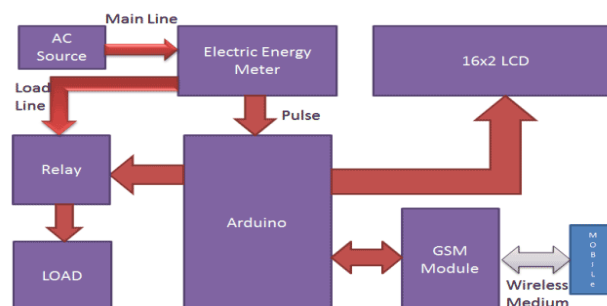 Main Line
AC
Source
Electric Energy
Meter
16x2 LCD
Load
Line
Pulse
Relay
Arduino
LOAD
GSM
Module
Wireless
Medium
MOBILe